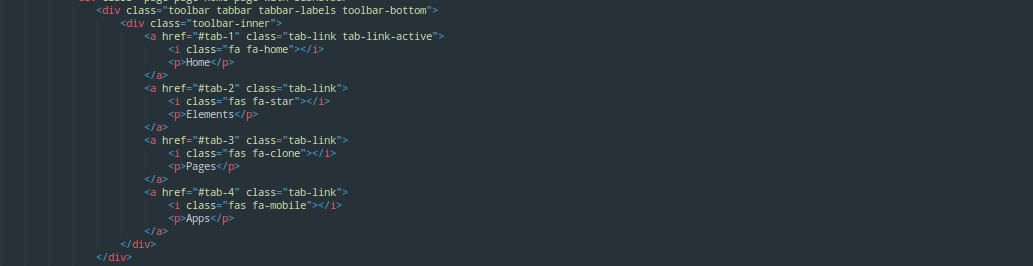 <div class="toolbar tabbar tabbar-labels toolbar-bottom">
<div class="toolbar-inner">
<a href="#tab-1" class="tab-link tab-link-active">
<i class="fa fa-home"></i>
<p>Home</p>
</a>
<a href="#tab-2" class="tab-link">
<i class="fas fa-star"></i>
<p>Elements</p>
</a>
<a href="#tab-3" class="tab-link">
<i class="fas fa-clone"></i>
<p>Pages</p>
</a>
<a href="#tab-4" class="tab-link">
<i class="fas fa-mobile"></i>
<p>Apps</p>
</a>
</div>
</div>